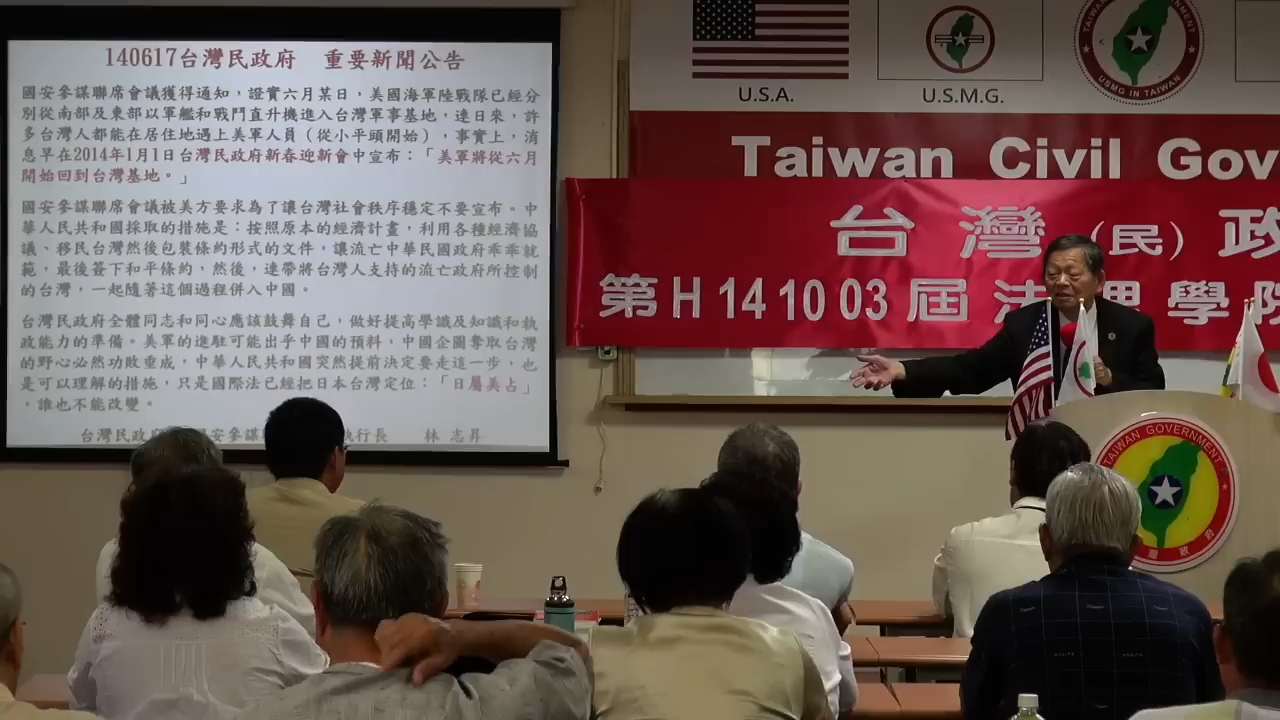 140617台灣民政府 重要新聞公告
國安參謀聯席會議獲得通知，證實六月某日，美國海軍陸戰隊已經分
別從南部及東部以軍艦和戰鬥直升機進入台灣軍事基地，連日來，許
多台灣人都能在居住地遇上美軍人員（從小平頭開始），事實上，消
息早在2014年1月1日台灣民政府新春迎新會中宣布：「美軍將從六月
開始回到台灣基地。」
國安參謀聯席會議被美方要求為了讓台灣社會秩序穩定不要宣布。中
華人民共和國採取的措施是：按照原本的經濟計畫，利用各種經濟協
議、移民台灣然後包裝條約形式的文件，讓流亡中華民國政府乖乖就
範，最後簽下和平條約，然後，連帶將台灣人支持的流亡政府所控制
的台灣，一起隨著這個過程併入中國。
台灣民政府全體同志和同心應該鼓舞自己，做好提高學識及知識和執
政能力的準備。美軍的進駐可能出乎中國的預料，中國企圖奪取台灣
的野心必然功敗垂成，中華人民共和國突然提前決定要走這一步，也
是可以理解的措施，只是國際法已經把日本台灣定位：「日屬美占」
，誰也不能改變。
台灣民政 國安參謀 執行長 林志昇
U.S.A.
U.S.M.G.
USMG IN TAIWAN
Taiwan Civil Gov
台灣（民）政
第H 14 10 03屆法理學院
TAIWAN GOVERNMENT
政府